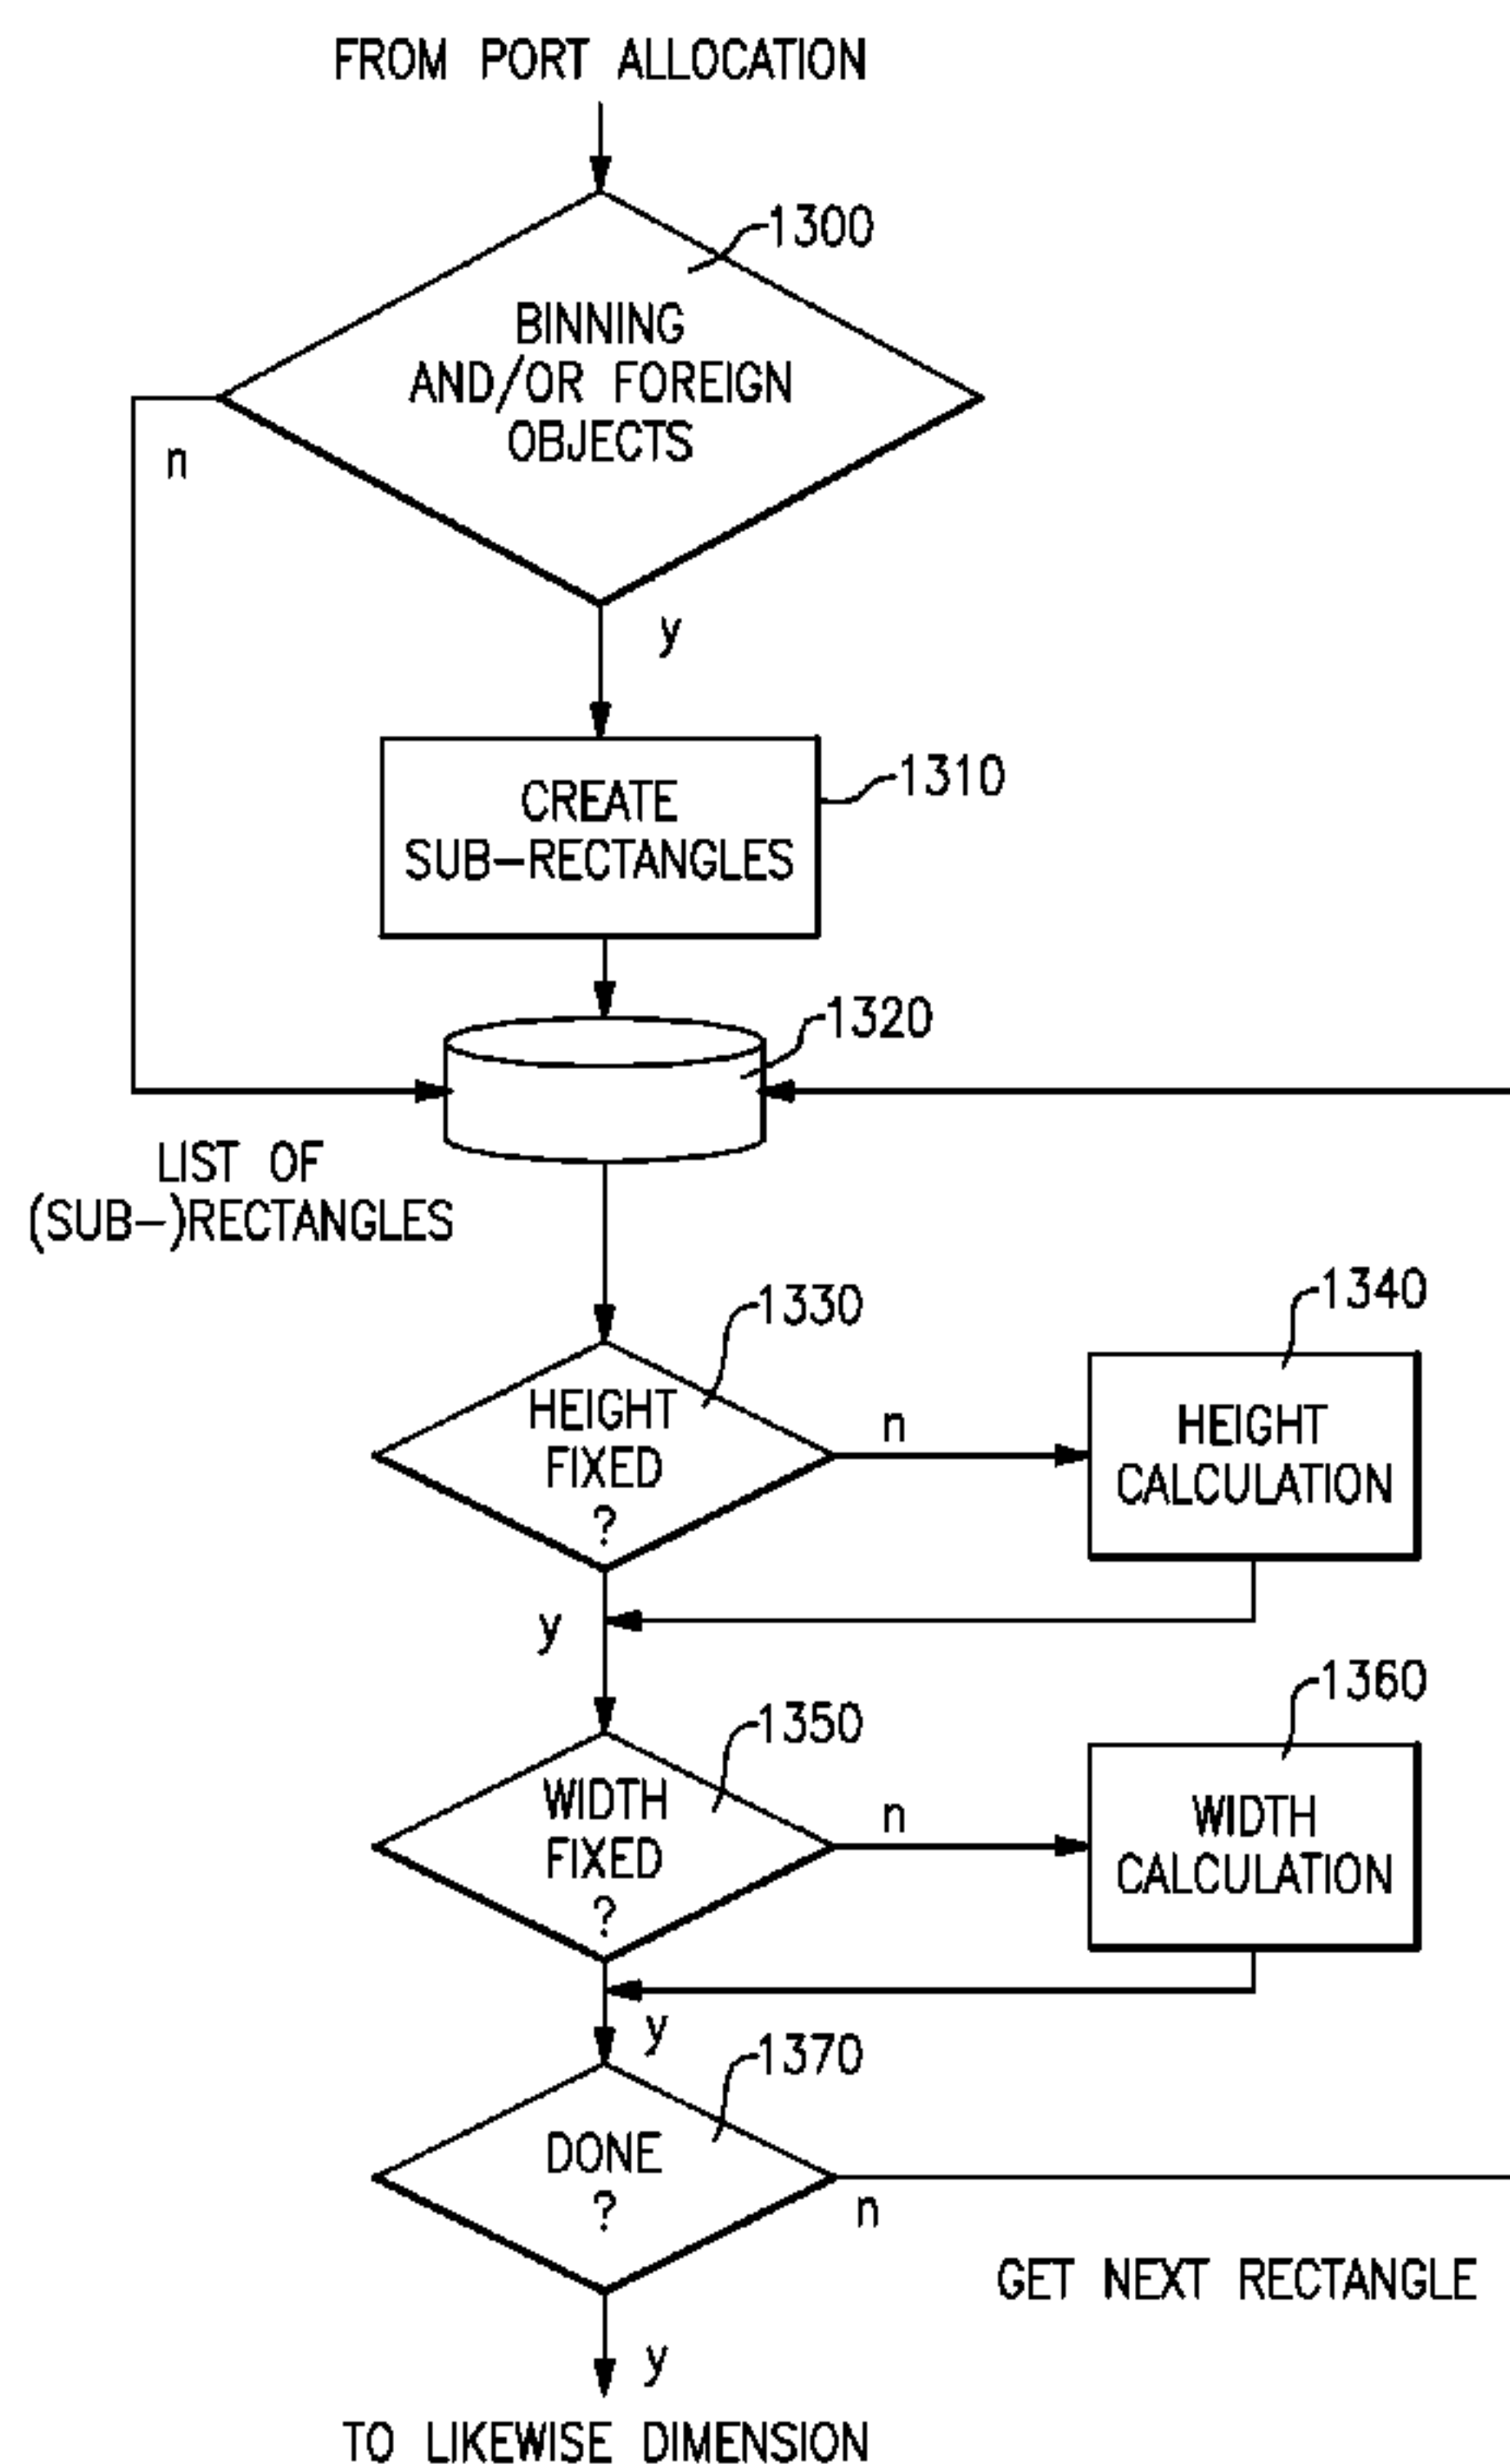 FROM PORT ALLOCATION
1300
BINNING
AND/OR FOREIGN
OBJECTS
n
y
1310
CREATE
SUB-RECTANGLES
1320
LIST OF
(SUB-)RECTANGLES
1330
1340
HEIGHT
FIXED
?
n
HEIGHT
CALCULATION
y
1350
1360
WIDTH
FIXED
?
n
WIDTH
CALCULATION
y
1370
DONE
?
n
GET NEXT RECTANGLE
y
TO LIKEWISE DIMENSION